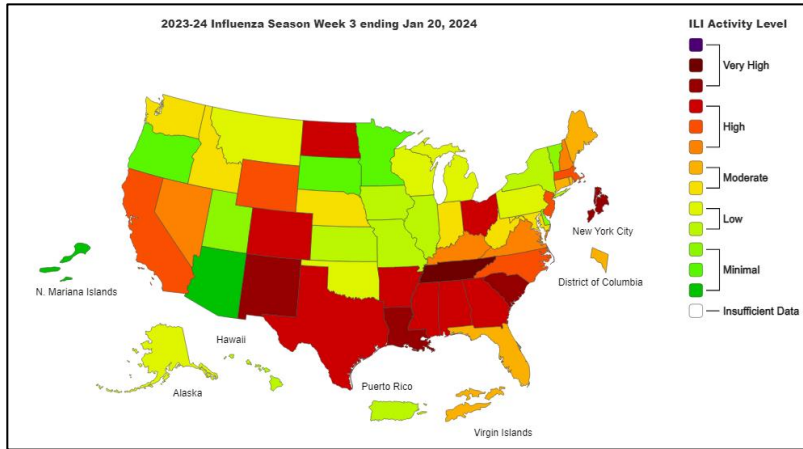 2023-24 Influenza Season Week 3 ending Jan 20, 2024
ILI Activity Level
Very High
High
Moderate
Low
Minimal
Insufficient Data
New York City
District of Columbia
N. Mariana Islands
Hawaii
Alaska
Puerto Rico
Virgin Islands